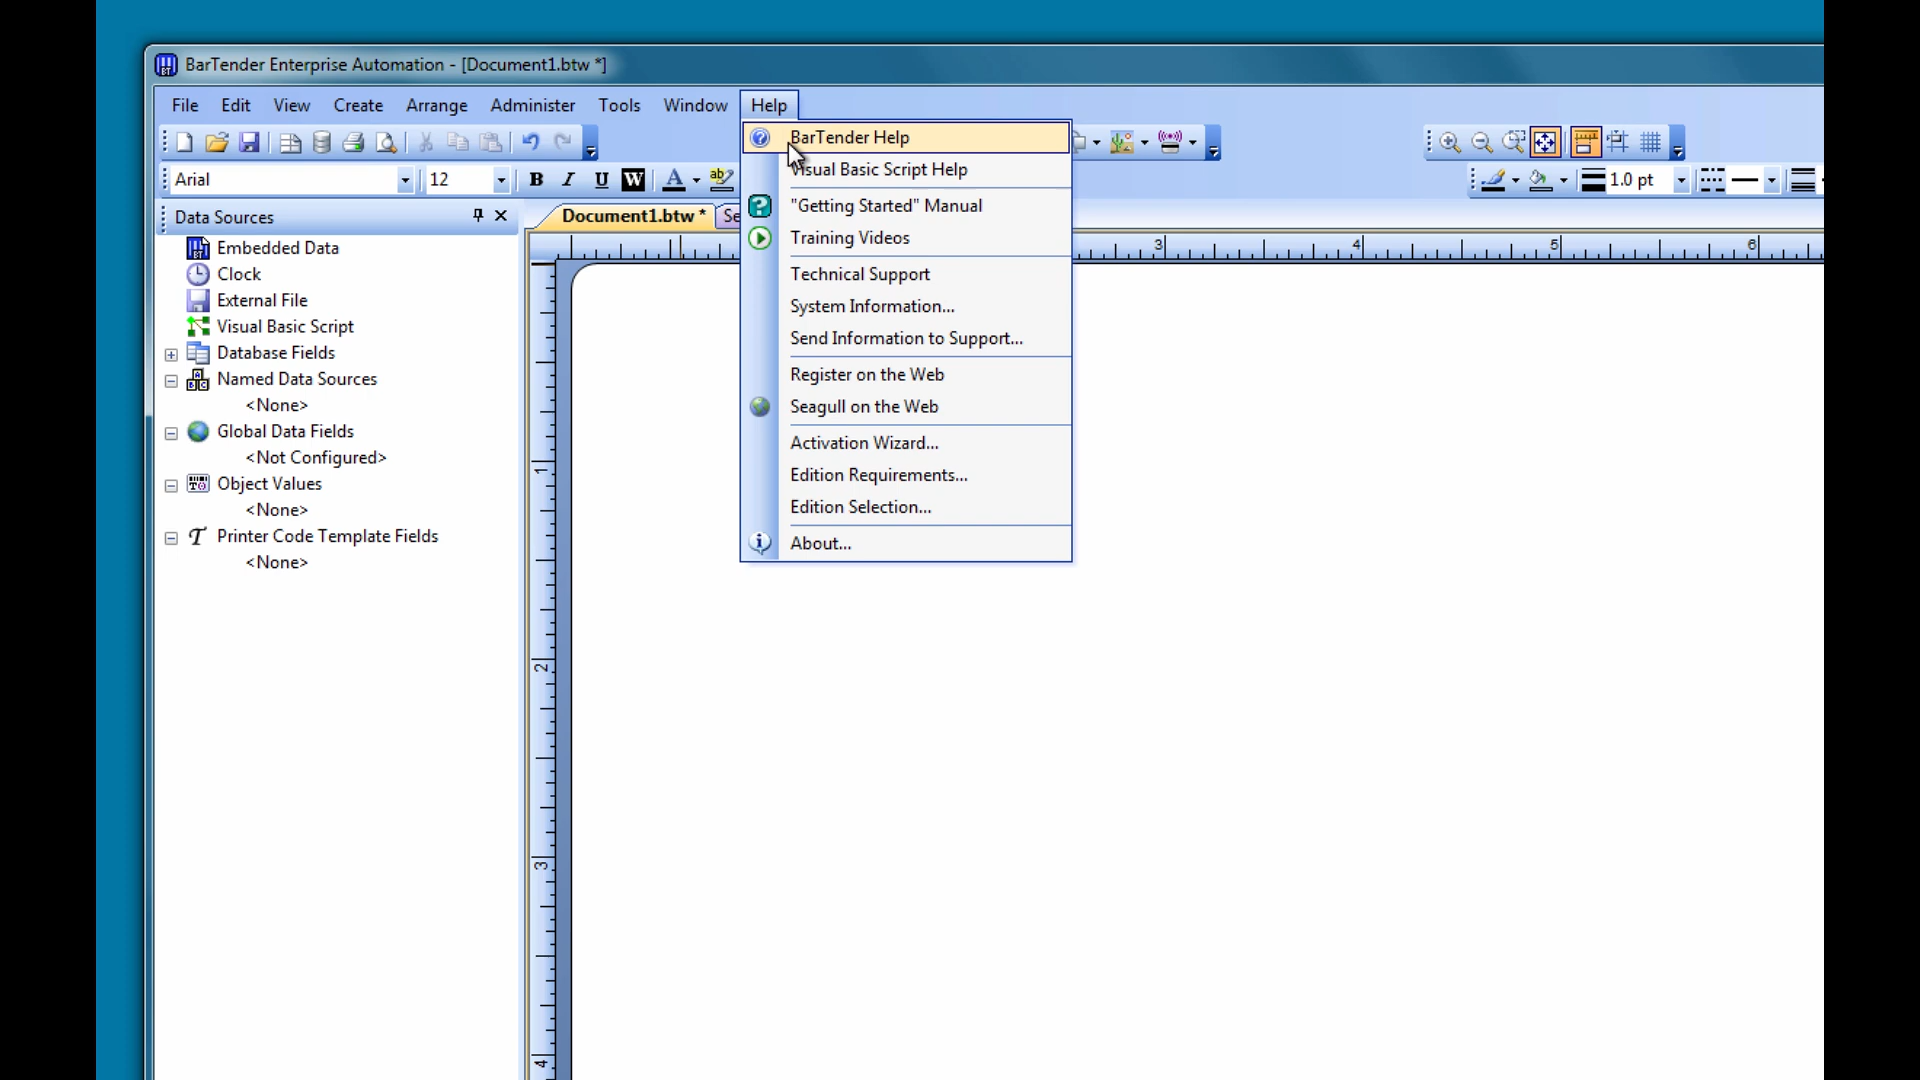 BarTender Enterprise Automation - [Document1.btw *]
File Edit View Create Arrange Administer Tools Window Help
Arial 12 B I U W A ab 1.0 pt
Data Sources
Document1.btw * Se
Embedded Data
Clock
External File
Visual Basic Script
Database Fields
Named Data Sources
<None>
Global Data Fields
<Not Configured>
Object Values
<None>
Printer Code Template Fields
<None>
BarTender Help
Visual Basic Script Help
"Getting Started" Manual
Training Videos
Technical Support
System Information...
Send Information to Support...
Register on the Web
Seagull on the Web
Activation Wizard...
Edition Requirements...
Edition Selection...
About...
3 4 5 6
1
2
3
4